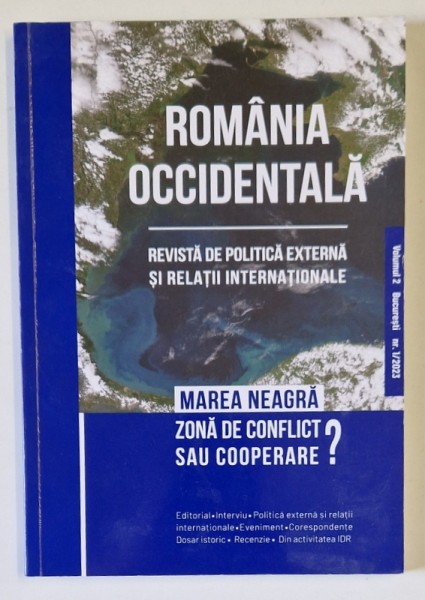 ROMÂNIA
OCCIDENTALĂ
REVISTĂ DE POLITICĂ EXTERNĂ
ȘI RELAȚII INTERNAȚIONALE
Volumul 2 București nr. 1/2023
MAREA NEAGRĂ
ZONĂ DE CONFLICT
SAU COOPERARE ?
Editorial•Interviu•Politică externă și relații
internaționale•Eveniment•Corespondențe
Dosar istoric• Recenzie• Din activitatea IDR